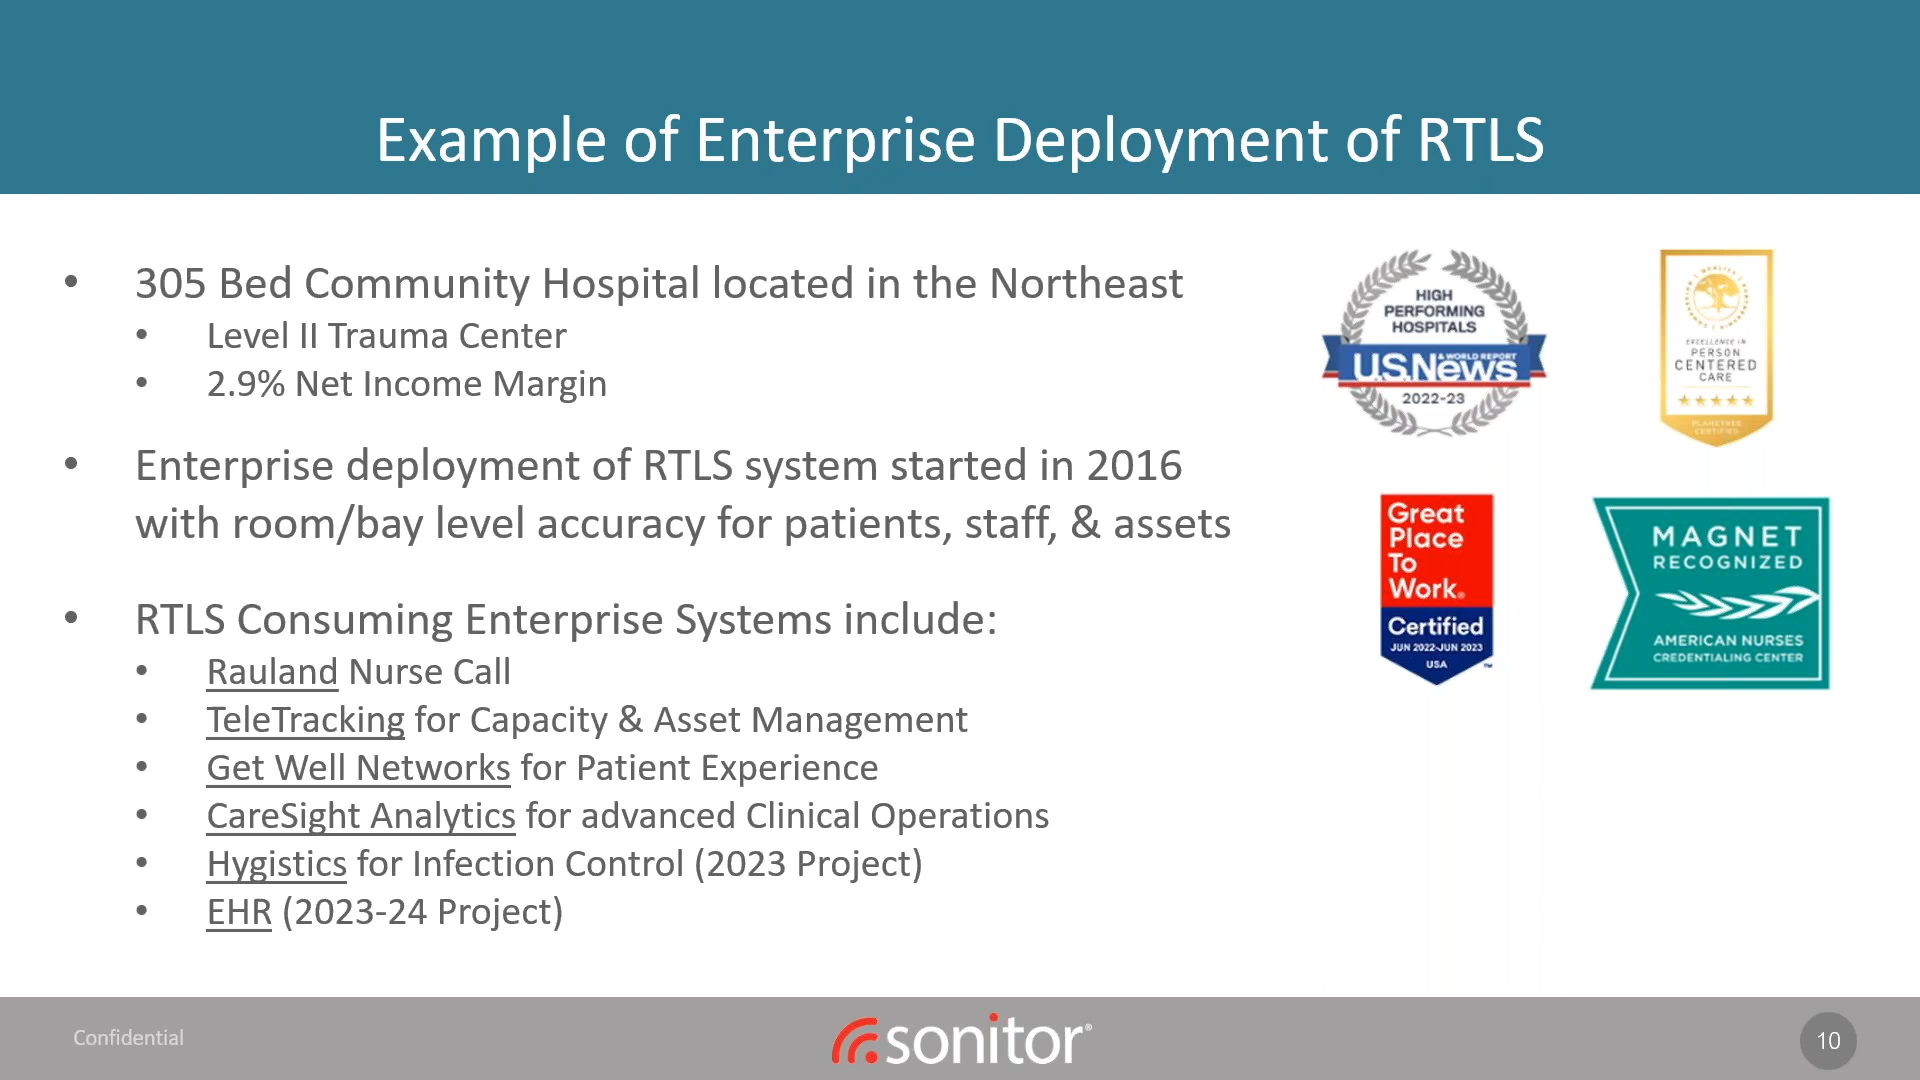 Example of Enterprise Deployment of RTLS
• 305 Bed Community Hospital located in the Northeast
• Level II Trauma Center
• 2.9% Net Income Margin
• Enterprise deployment of RTLS system started in 2016
with room/bay level accuracy for patients, staff, & assets
• RTLS Consuming Enterprise Systems include:
• Rauland Nurse Call
• TeleTracking for Capacity & Asset Management
• Get Well Networks for Patient Experience
• CareSight Analytics for advanced Clinical Operations
• Hygistics for Infection Control (2023 Project)
• EHR (2023-24 Project)
HIGH
PERFORMING
HOSPITALS
U.S.News & WORLD REPORT
2022-23
EXCELLENCE IN
PERSON
CENTERED
CARE
PLANETREE
CERTIFIED
Great
Place
To
Work®
Certified
JUN 2022-JUN 2023
USA
™
MAGNET
RECOGNIZED
AMERICAN NURSES
CREDENTIALING CENTER
Confidential
sonitor®
10